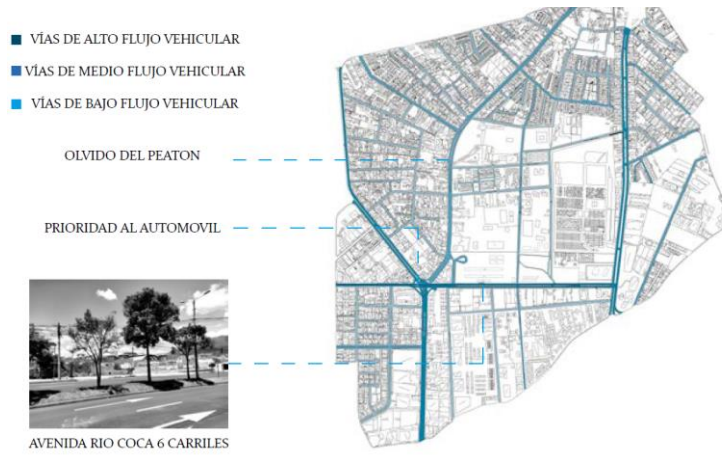 VÍAS DE ALTO FLUJO VEHICULAR
VÍAS DE MEDIO FLUJO VEHICULAR
VÍAS DE BAJO FLUJO VEHICULAR
OLVIDO DEL PEATON
PRIORIDAD AL AUTOMOVIL
AVENIDA RIO COCA 6 CARRILES